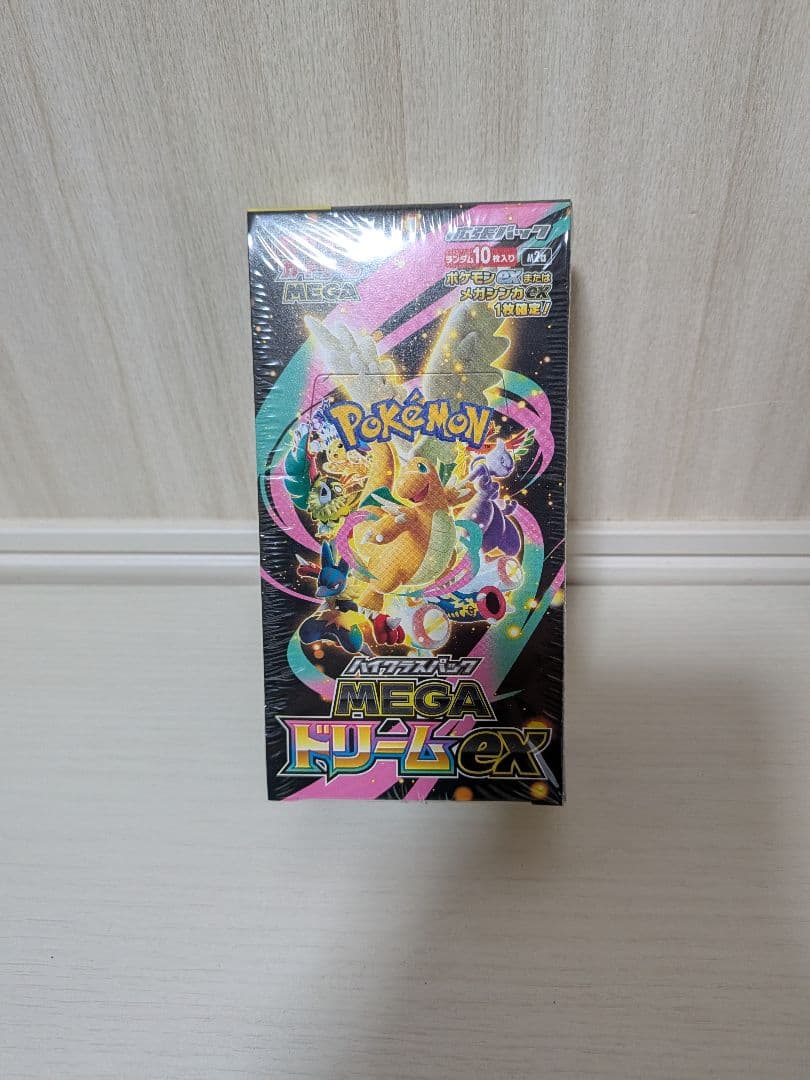 拡張パック
ランダム10枚入り
M2a
MEGA
ポケモンexまたは
メガシンカex
1枚確定!
POKéMON
ハイクラスパック
MEGA
ドリームex